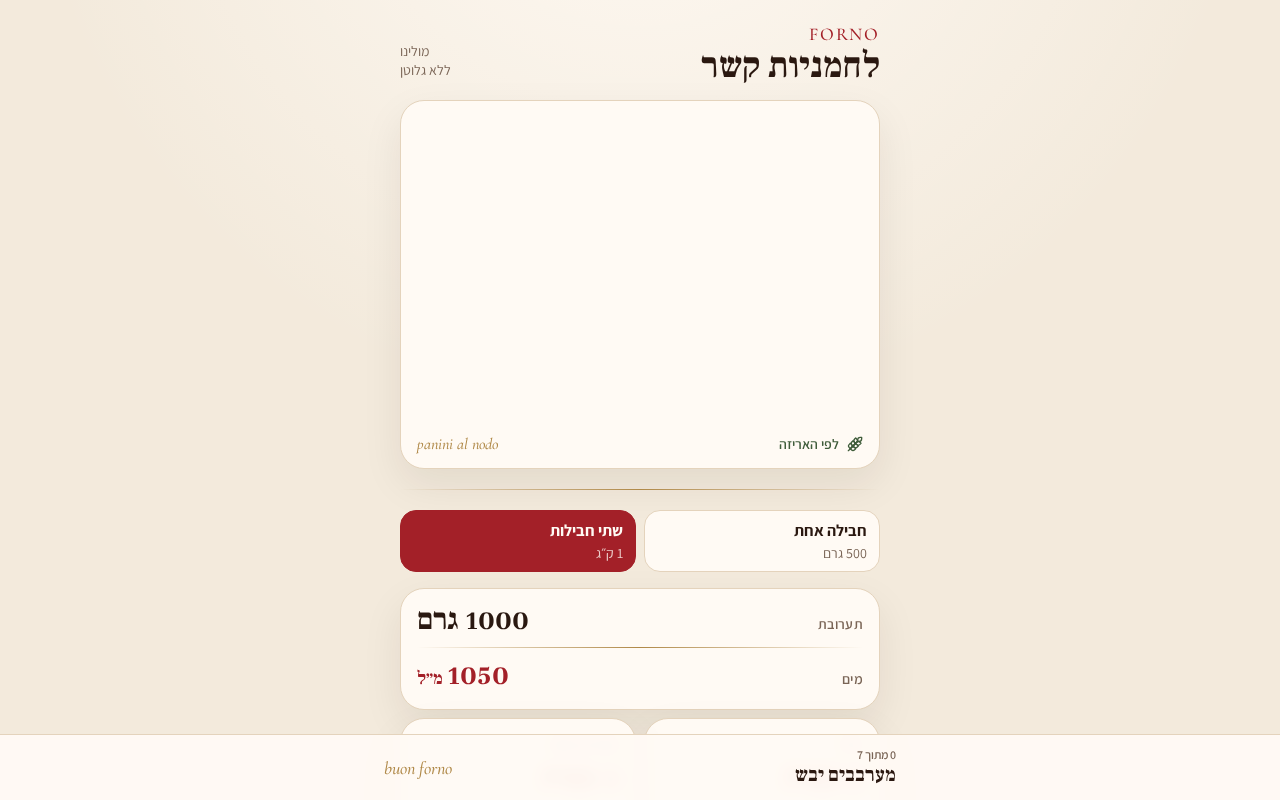 FORNO
לחמניות קשר
מולינו
ללא גלוטן
לפי האריזה
panini al nodo
חבילה אחת
500 גרם
שתי חבילות
1 ק״ג
תערובת
1000 גרם
מים
1050 מ״ל
0 מתוך 7
מערבבים יבש
buon forno